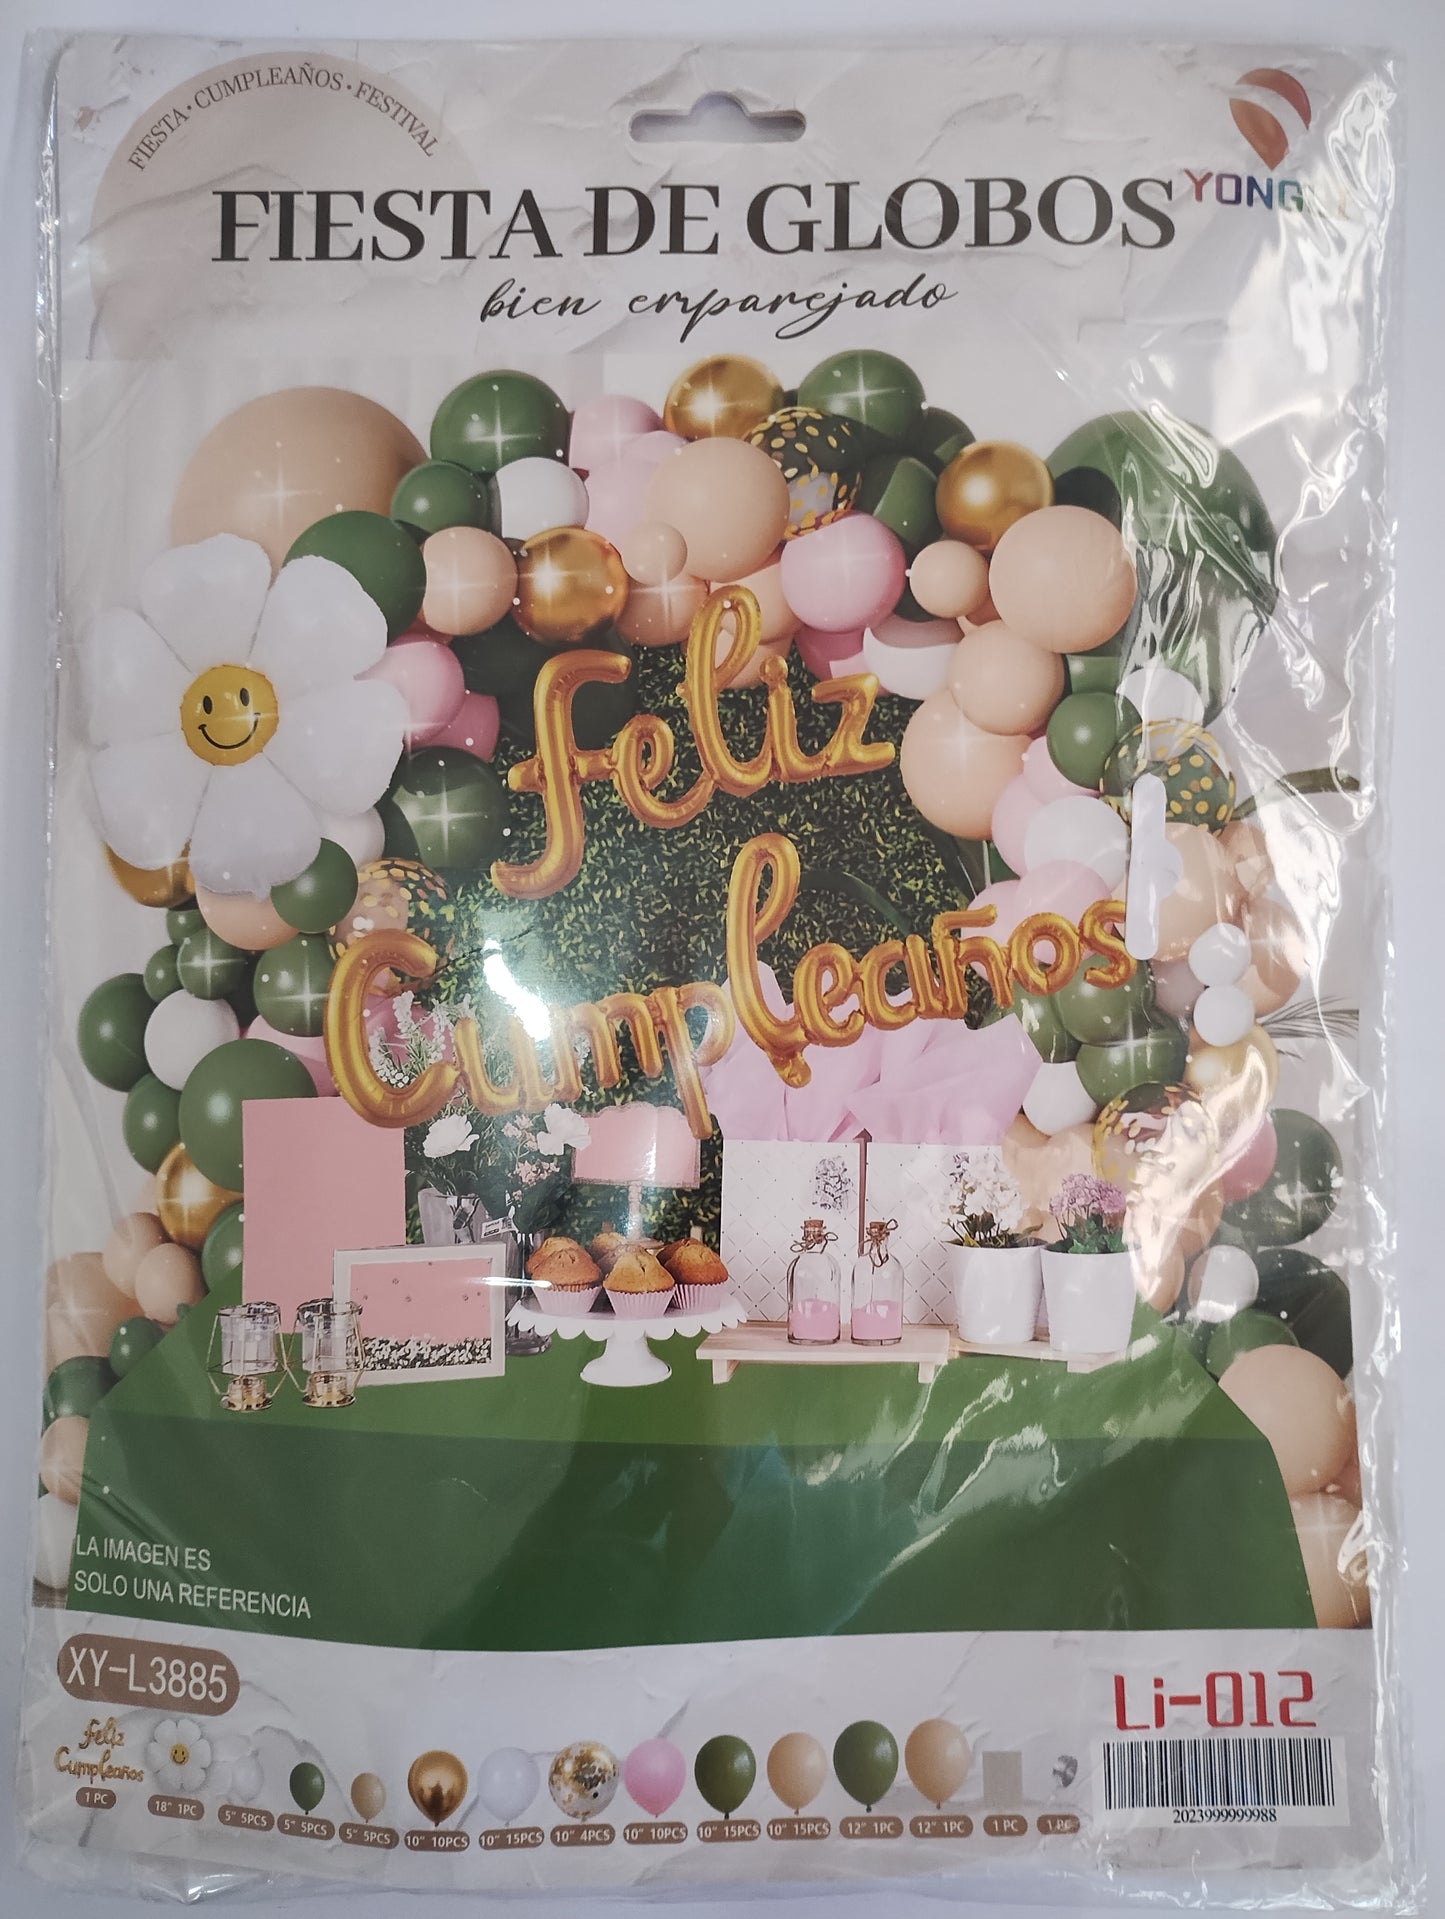 FIESTA·CUMPLEAÑOS·FESTIVAL
FIESTA DE GLOBOS
bien emparejado
Feliz
Cumpleaños
LA IMAGEN ES
SOLO UNA REFERENCIA
XY-L3885
Li-012
Feliz
Cumpleaños
1 PC
18" 1PC
5" 5PCS
5" 5PCS
5" 5PCS
10" 10PCS
10" 15PCS
10" 4PCS
10" 10PCS
10" 15PCS
10" 15PCS
12" 1PC
12" 1PC
1 PC
1 PC
2023999999988